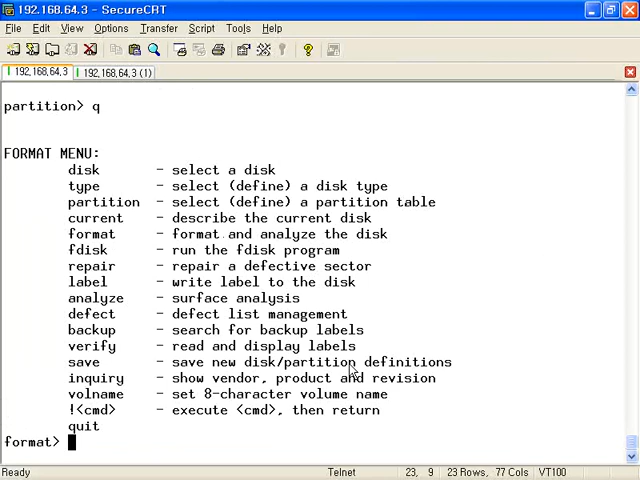 192.168.64.3 - SecureCRT
File Edit View Options Transfer Script Tools Help
192.168.64.3 192.168.64.3 (1)
partition> q
FORMAT MENU:
disk - select a disk
type - select (define) a disk type
partition - select (define) a partition table
current - describe the current disk
format - format and analyze the disk
fdisk - run the fdisk program
repair - repair a defective sector
label - write label to the disk
analyze - surface analysis
defect - defect list management
backup - search for backup labels
verify - read and display labels
save - save new disk/partition definitions
inquiry - show vendor, product and revision
volname - set 8-character volume name
!<cmd> - execute <cmd>, then return
quit
format>
Ready Telnet 23, 9 23 Rows, 77 Cols VT100